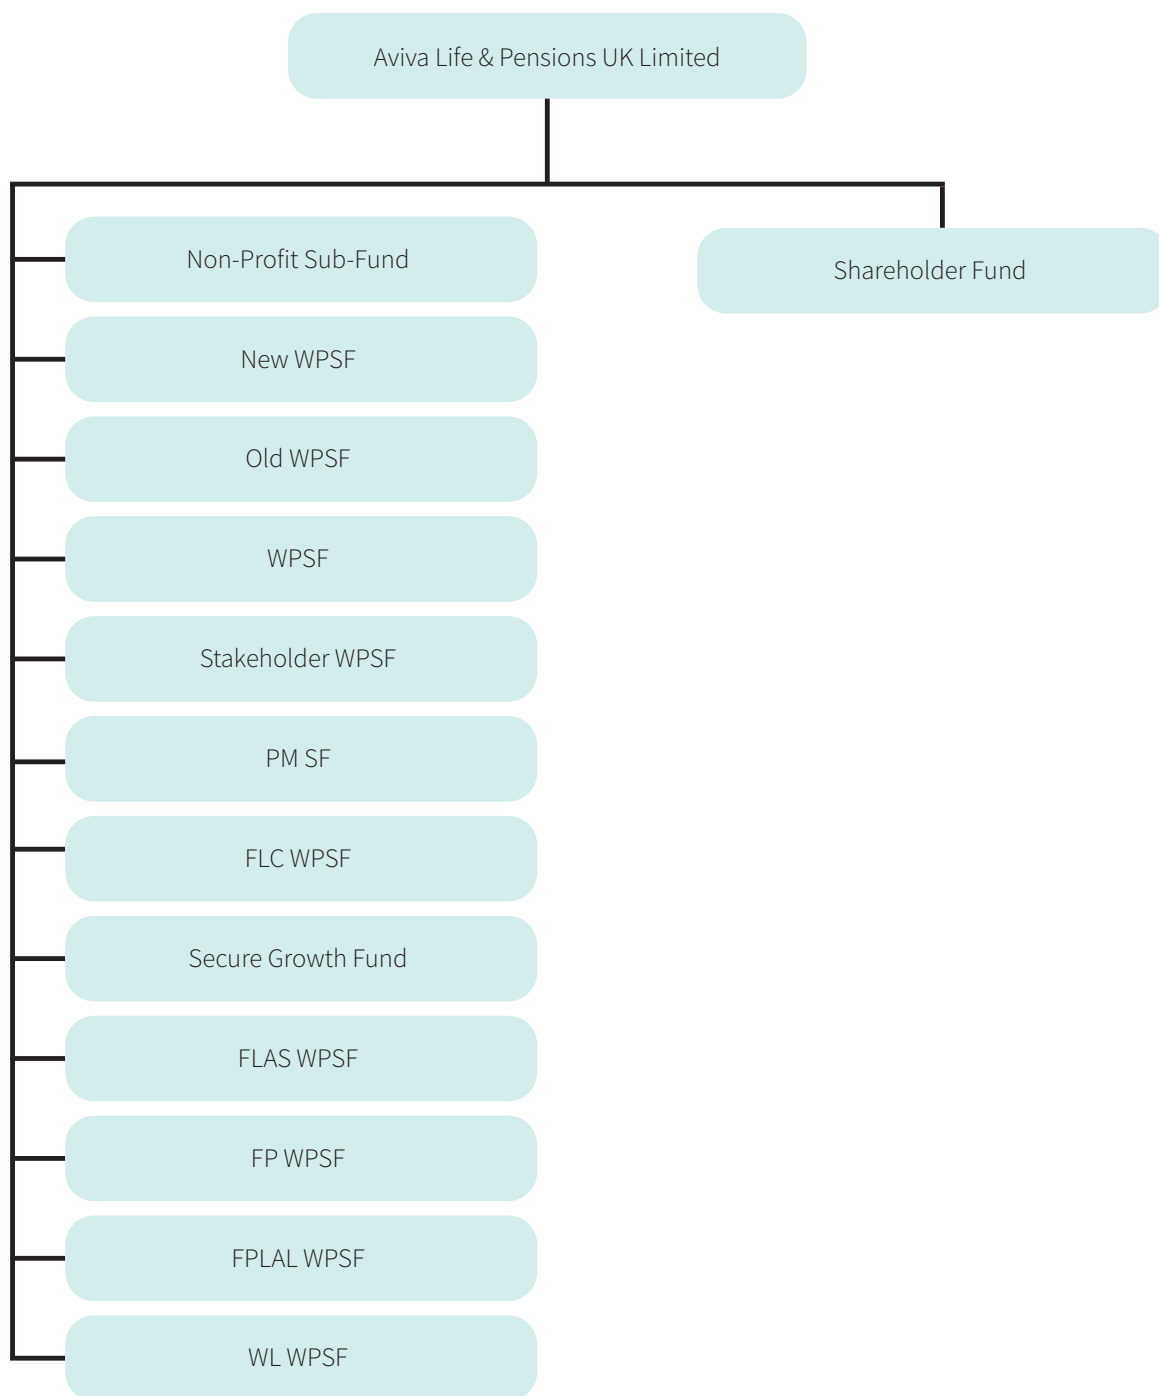 Aviva Life & Pensions UK Limited
Non-Profit Sub-Fund
Shareholder Fund
New WPSF
Old WPSF
WPSF
Stakeholder WPSF
PM SF
FLC WPSF
Secure Growth Fund
FLAS WPSF
FP WPSF
FPLAL WPSF
WL WPSF